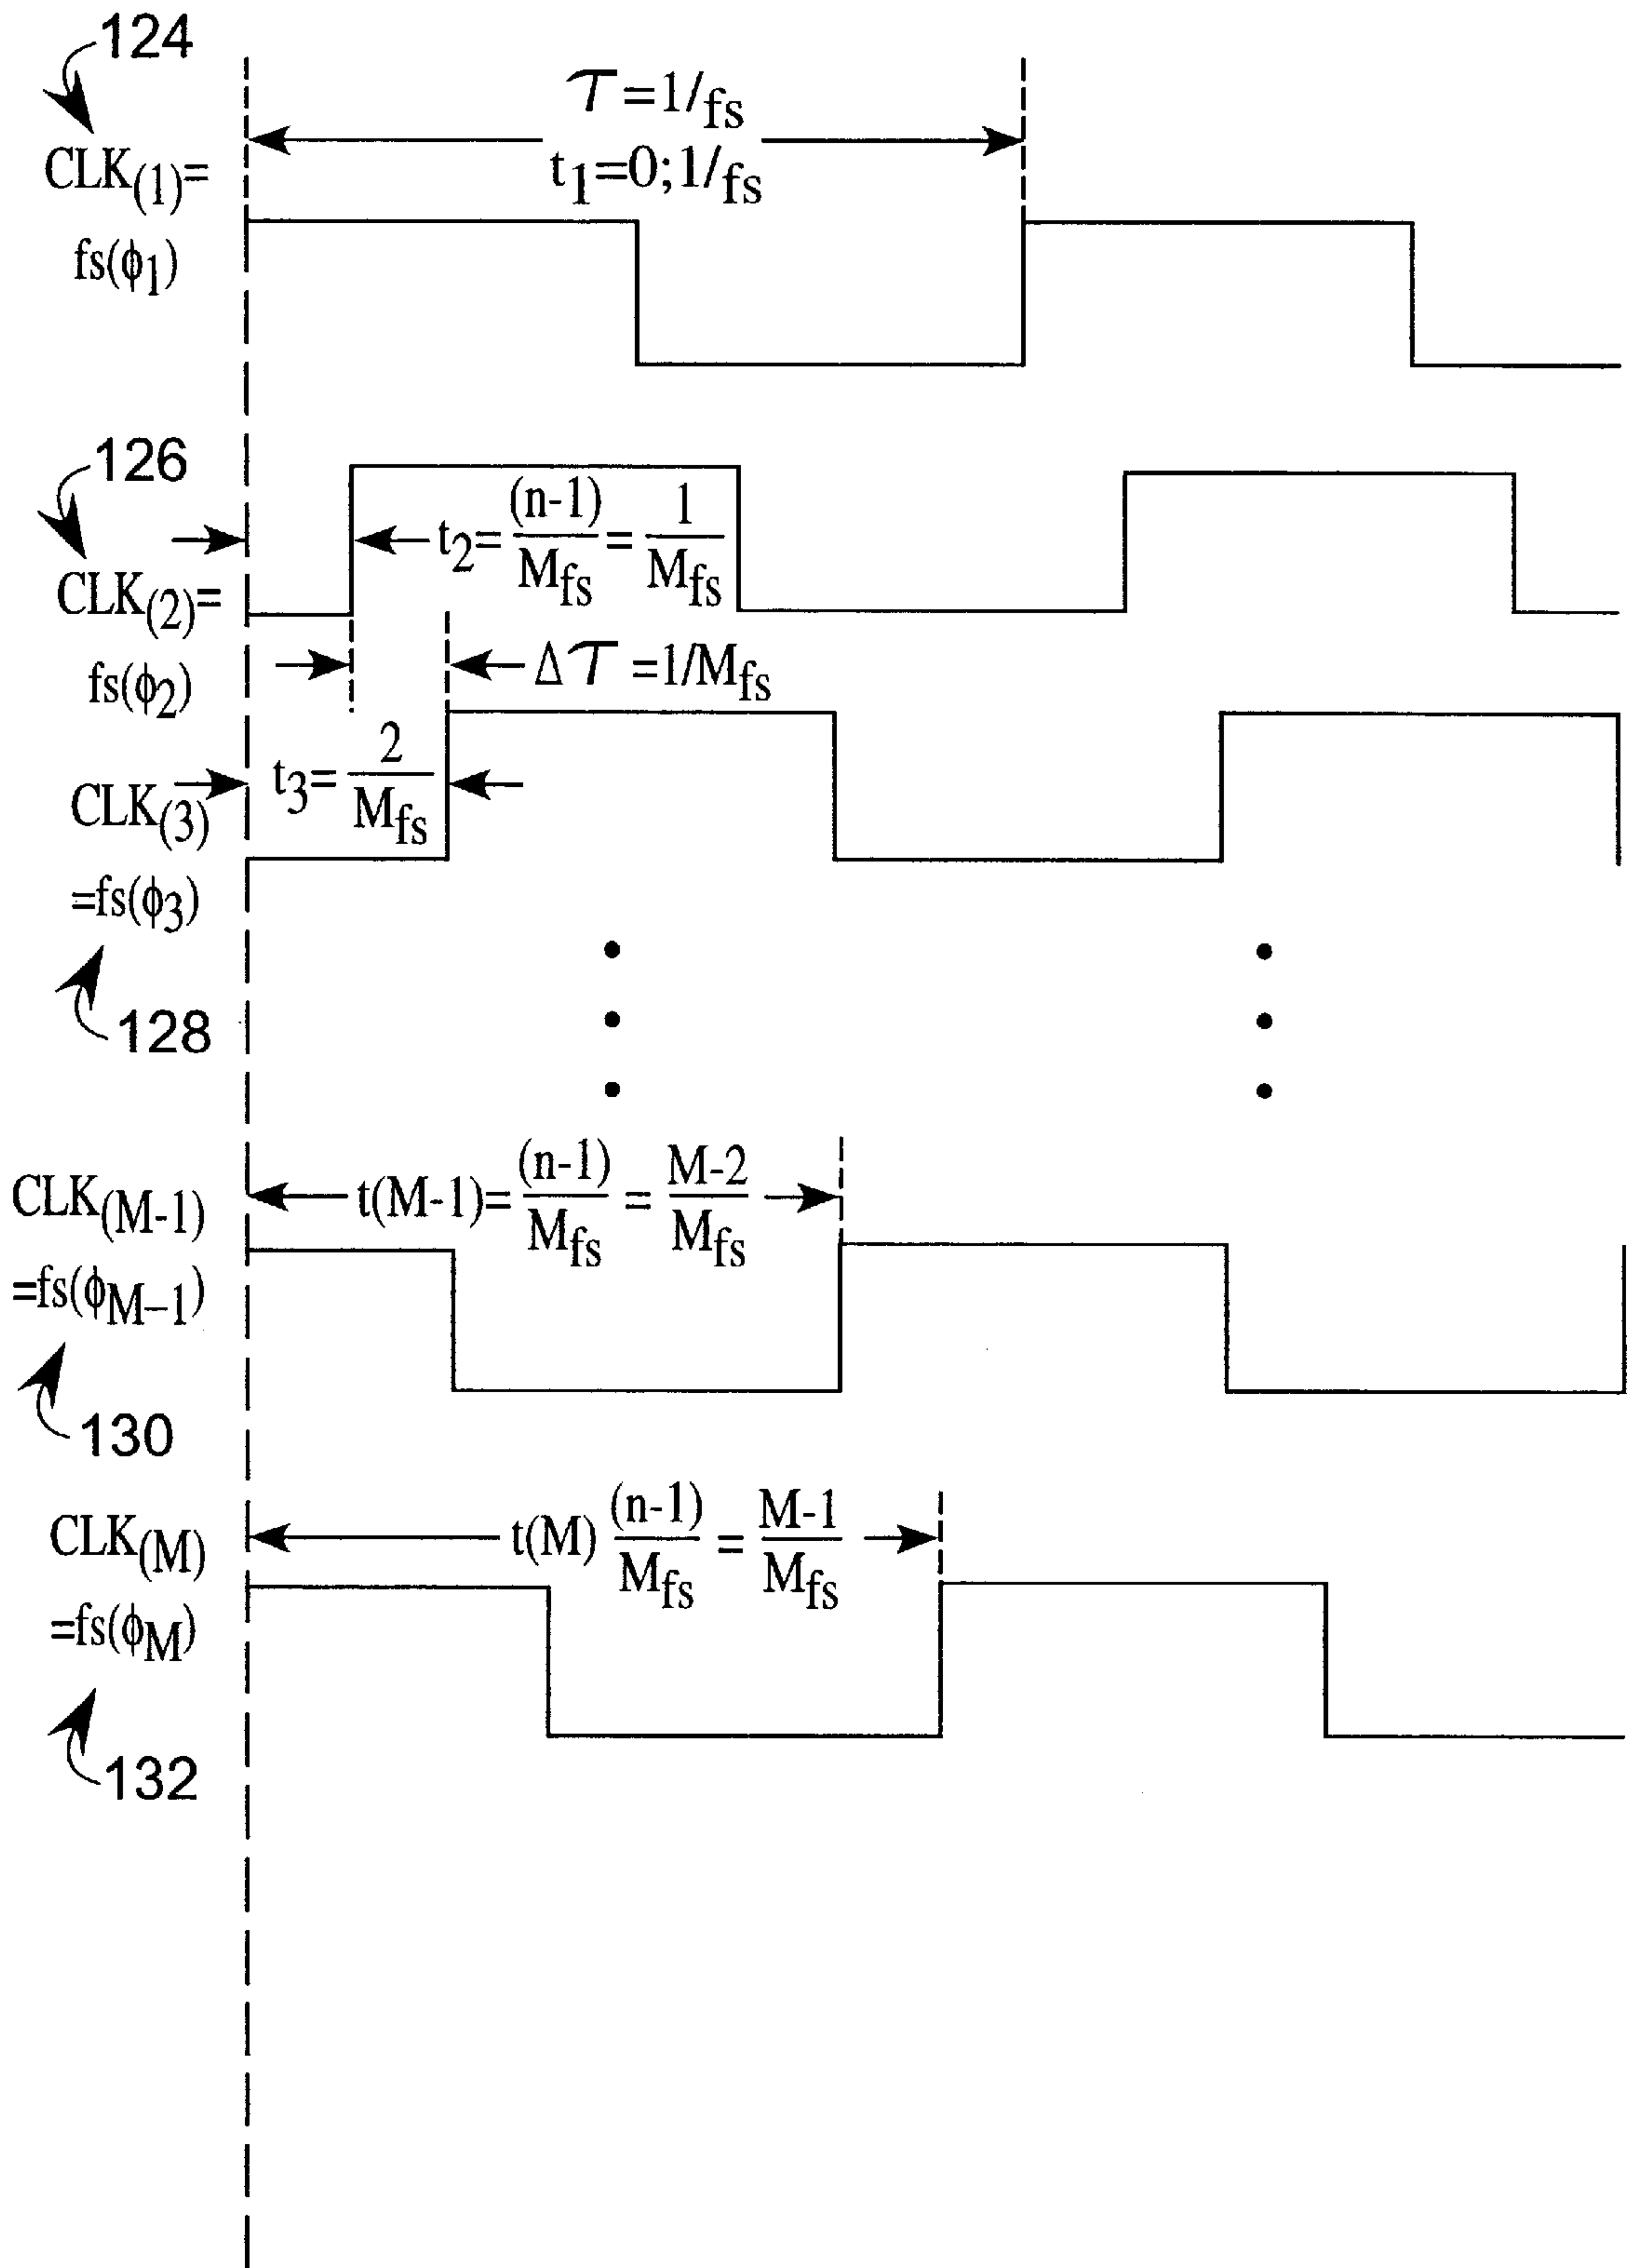 124
τ=1/fs
t1=0;1/fs
CLK(1)=
fs(ϕ1)
126
t2=(n-1)/Mfs=1/Mfs
CLK(2)=
fs(ϕ2)
Δτ=1/Mfs
t3=2/Mfs
CLK(3)
=fs(ϕ3)
128
CLK(M-1)
t(M-1)=(n-1)/Mfs=M-2/Mfs
=fs(ϕM–1)
130
CLK(M)
t(M) (n-1)/Mfs=M-1/Mfs
=fs(ϕM)
132